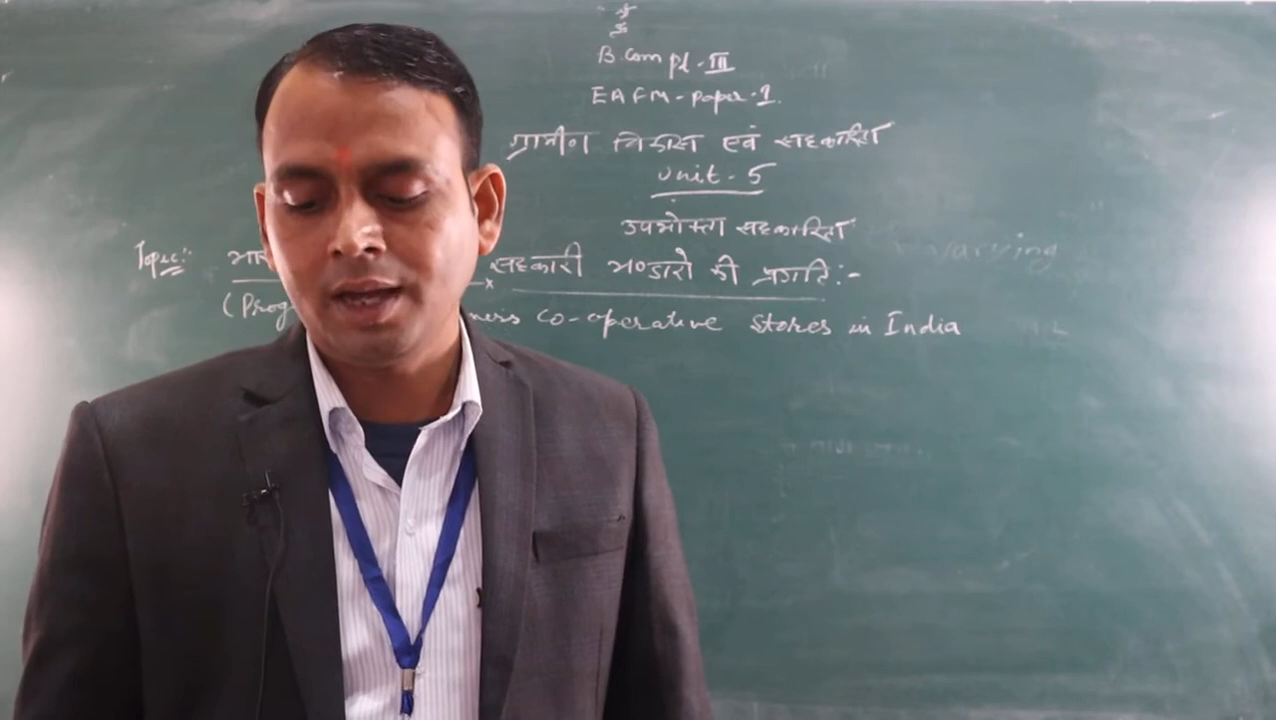 श्री
B.Com pt-III
EAFM-Paper-1.
ग्रामीण विकास एवं सहकारिता
Unit-5
उपभोक्ता सहकारिता
Topic:- सहकारी भण्डारो की प्रगति:-
co-operative stores in India
varying